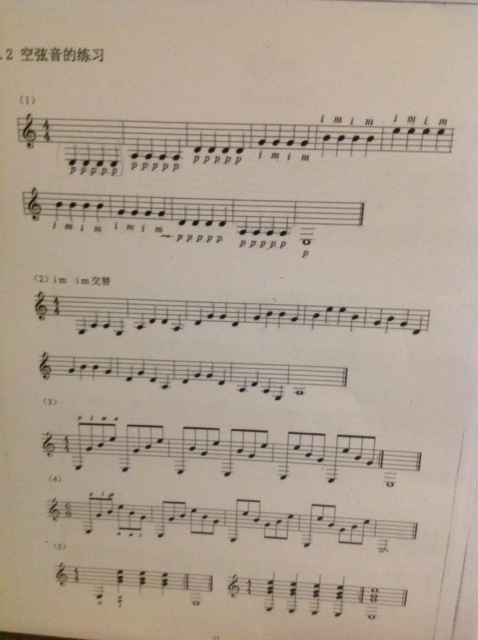 .2 空弦音的练习
(1)
i m i m i m i m
p p p p p p p p p p p p i m i m
i m i m i m i m p p p p p p p p
p
(2) im im交替
(3)
p i m a
(4)
p i m
(5)